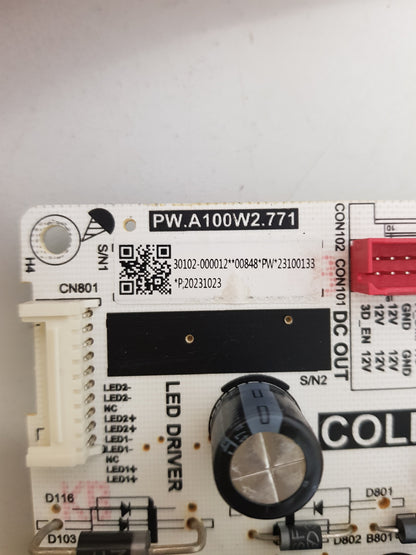 PW.A100W2.771
30102-000012**00848*PW*23100133
*P,20231023
S/N1
H4
CN801
CON102
CON101
DC OUT
10
GND
GND
12V
12V
12V
12V
3D_EN
12V
S/N2
LED2-
LED2-
NC
LED2+
LED2+
LED1-
LED1-
NC
LED1+
LED1+
LED DRIVER
COLI
D116
D103
D801
D802
B801